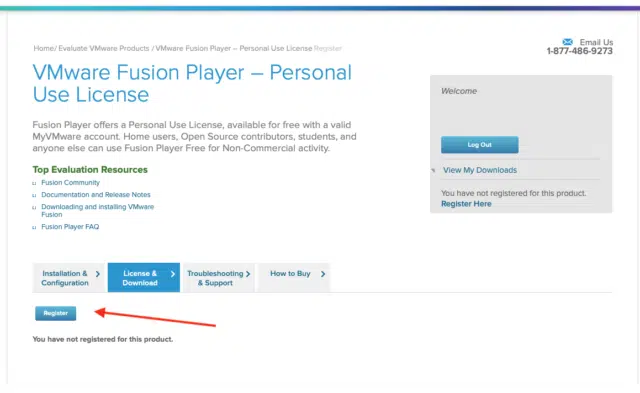 Home/ Evaluate VMware Products / VMware Fusion Player – Personal Use License Register
Email Us
1-877-486-9273
VMware Fusion Player – Personal
Use License
Welcome
Fusion Player offers a Personal Use License, available for free with a valid
MyVMware account. Home users, Open Source contributors, students, and
anyone else can use Fusion Player Free for Non-Commercial activity.
Log Out
Top Evaluation Resources
View My Downloads
Fusion Community
Documentation and Release Notes
Downloading and installing VMware
Fusion
Fusion Player FAQ
You have not registered for this product.
Register Here
Installation &
Configuration
License &
Download
Troubleshooting
& Support
How to Buy
Register
You have not registered for this product.